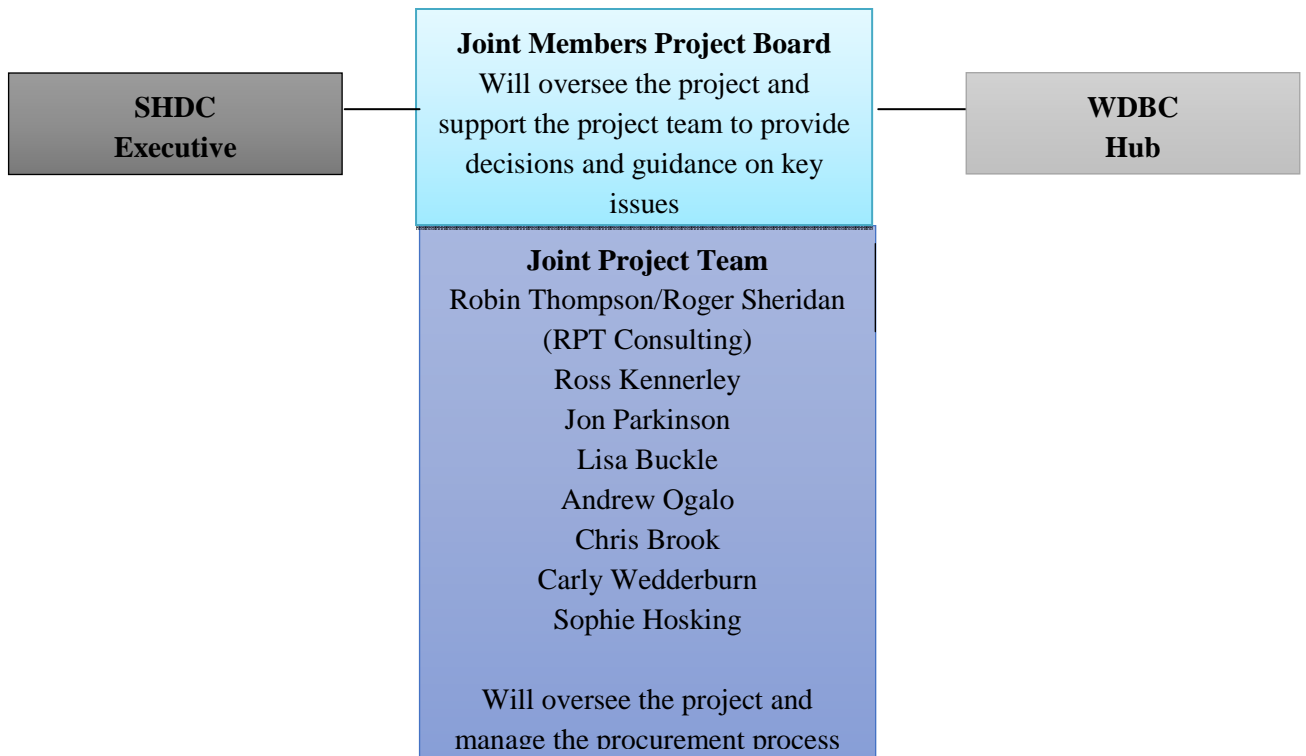 Joint Members Project Board
Will oversee the project and
support the project team to provide
decisions and guidance on key
issues
SHDC
Executive
WDBC
Hub
Joint Project Team
Robin Thompson/Roger Sheridan
(RPT Consulting)
Ross Kennerley
Jon Parkinson
Lisa Buckle
Andrew Ogalo
Chris Brook
Carly Wedderburn
Sophie Hosking
Will oversee the project and
manage the procurement process